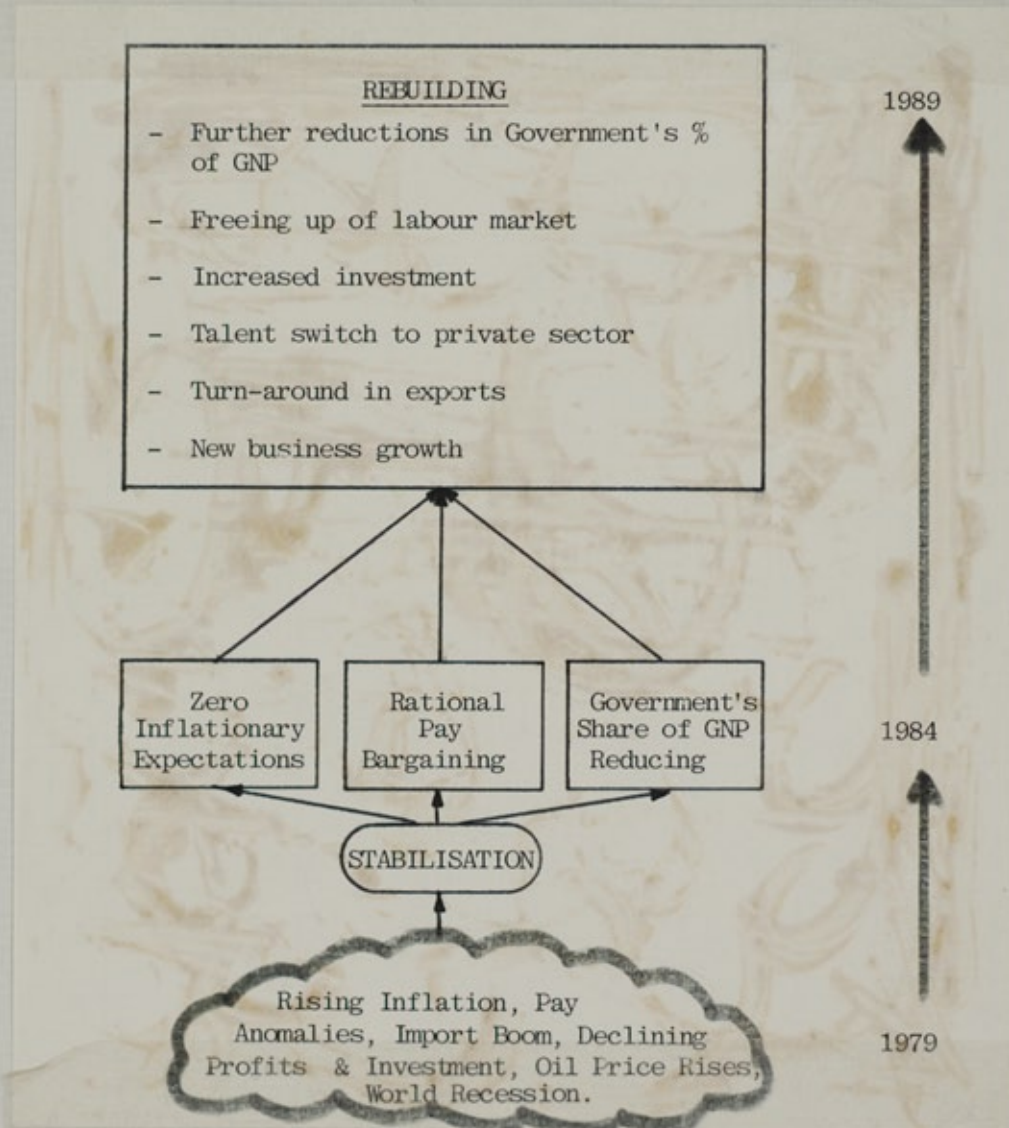 REBUILDING
- Further reductions in Government's %
of GNP
- Freeing up of labour market
- Increased investment
- Talent switch to private sector
- Turn-around in exports
- New business growth
1989
Zero
Inflationary
Expectations
Rational
Pay
Bargaining
Government's
Share of GNP
Reducing
1984
STABILISATION
Rising Inflation, Pay
Anomalies, Import Boom, Declining
Profits & Investment, Oil Price Rises,
World Recession.
1979